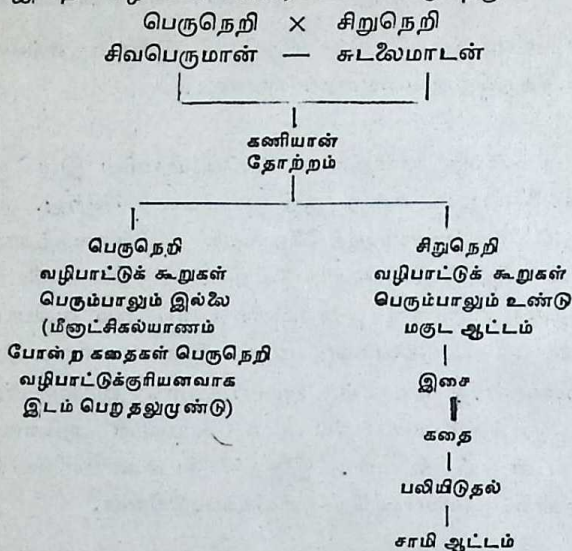 பெருநெறி × சிறுநெறி
சிவபெருமான் — சுடலைமாடன்
கணியான்
தோற்றம்
பெருநெறி
வழிபாட்டுக் கூறுகள்
பெரும்பாலும் இல்லை
(மீனாட்சிகல்யாணம்
போன்ற கதைகள் பெருநெறி
வழிபாட்டுக்குரியனவாக
இடம் பெறதலுமுண்டு)
சிறுநெறி
வழிபாட்டுக் கூறுகள்
பெரும்பாலும் உண்டு
மகுட ஆட்டம்
இசை
கதை
பலியிடுதல்
சாமி ஆட்டம்